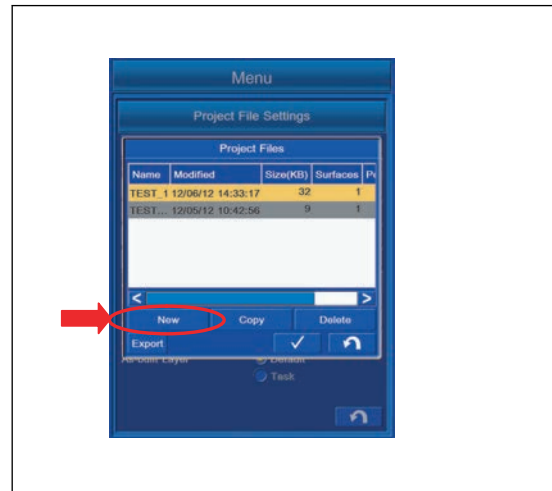 Menu
Project File Settings
Project Files
Name Modified Size(KB) Surfaces
TEST_1 12/06/12 14:33:17 32 1
TEST... 12/05/12 10:42:56 9 1
< >
New Copy Delete
Export
Layer Default
Task